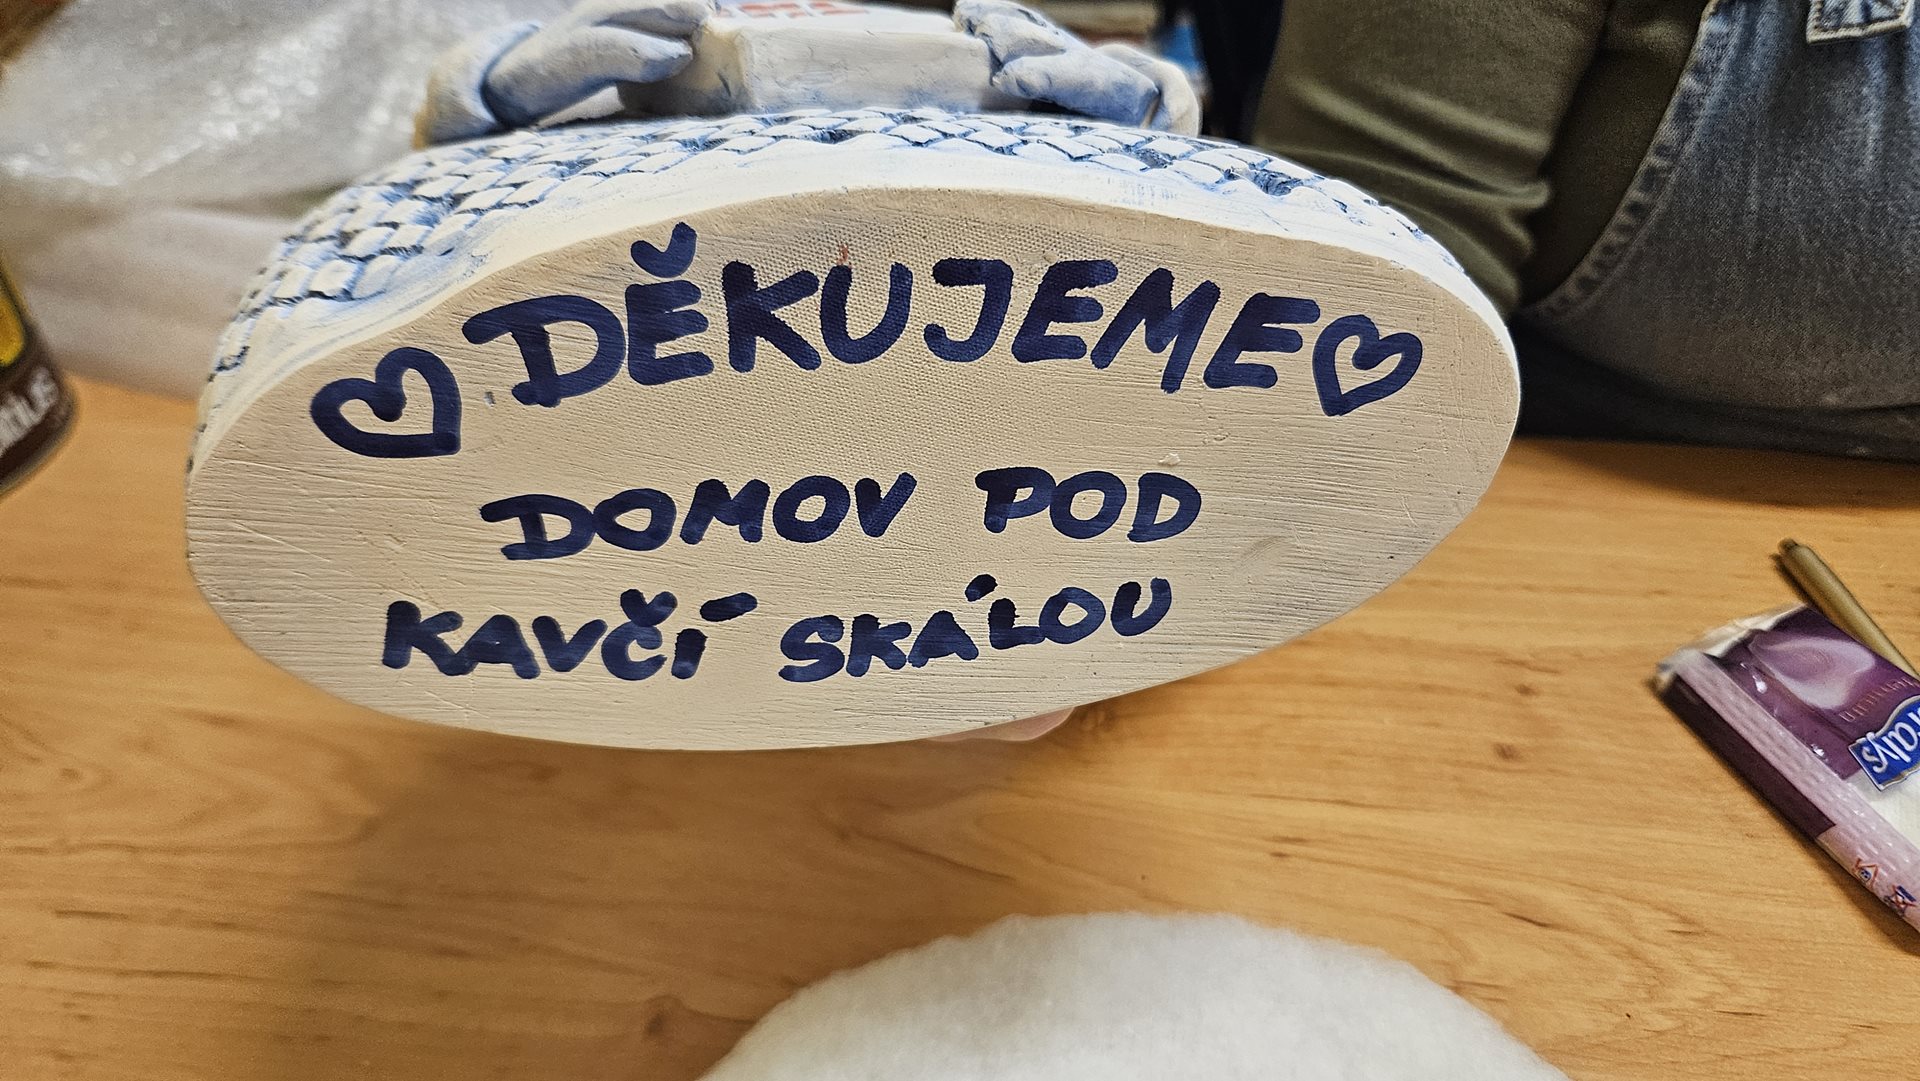 ♡ DĚKUJEME ♡
DOMOV POD
KAVČÍ SKÁLOU